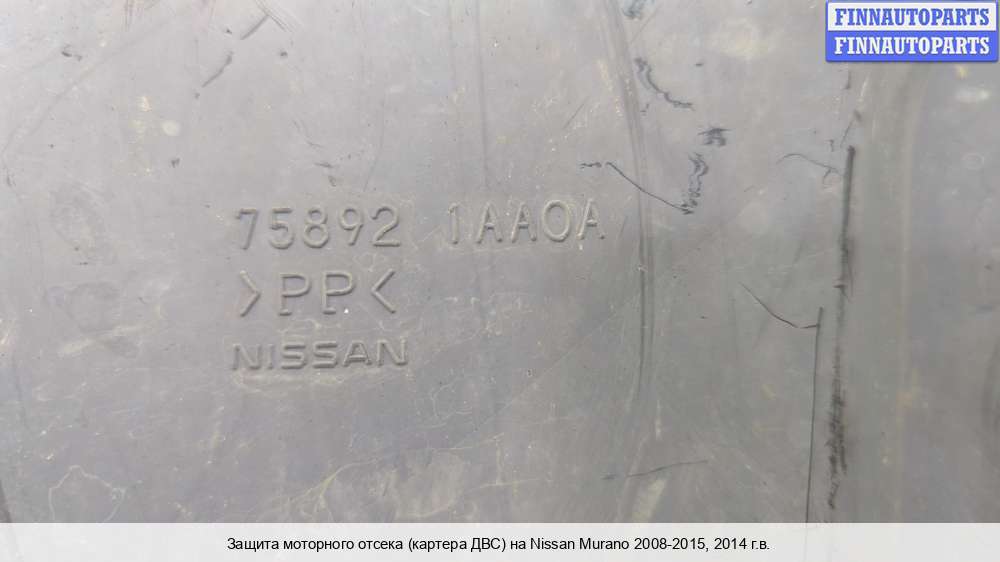 FINNAUTOPARTS
FINNAUTOPARTS
75892 1AA0A
>PP<
NISSAN
Защита моторного отсека (картера ДВС) на Nissan Murano 2008-2015, 2014 г.в.